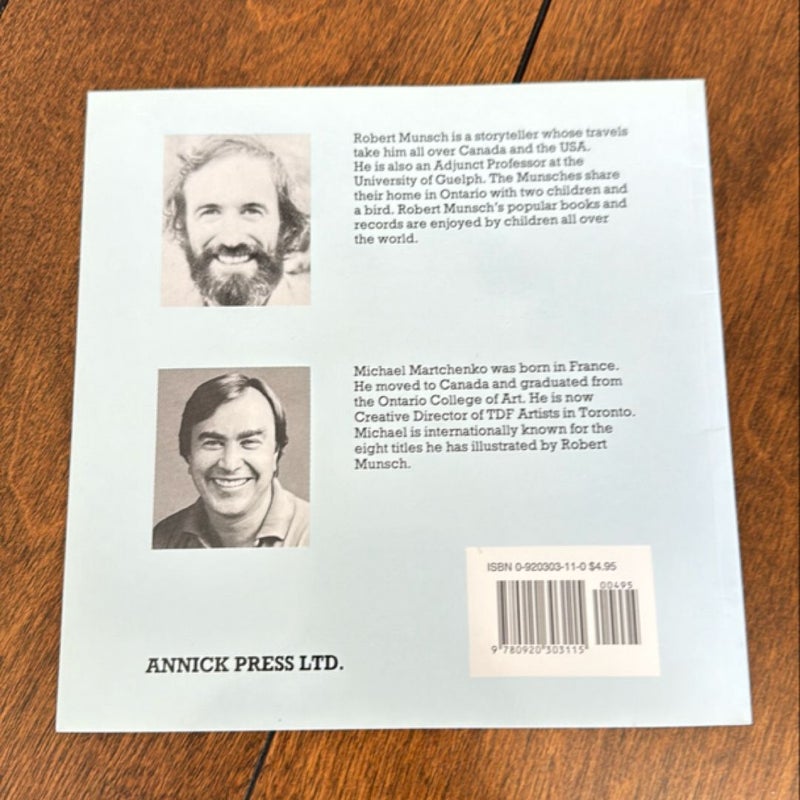 Robert Munsch is a storyteller whose travels
take him all over Canada and the USA.
He is also an Adjunct Professor at the
University of Guelph. The Munsches share
their home in Ontario with two children and
a bird. Robert Munsch's popular books and
records are enjoyed by children all over
the world.
Michael Martchenko was born in France.
He moved to Canada and graduated from
the Ontario College of Art. He is now
Creative Director of TDF Artists in Toronto.
Michael is internationally known for the
eight titles he has illustrated by Robert
Munsch.
ISBN 0-920303-11-0 $4.95
00495
9 780920 303115
ANNICK PRESS LTD.